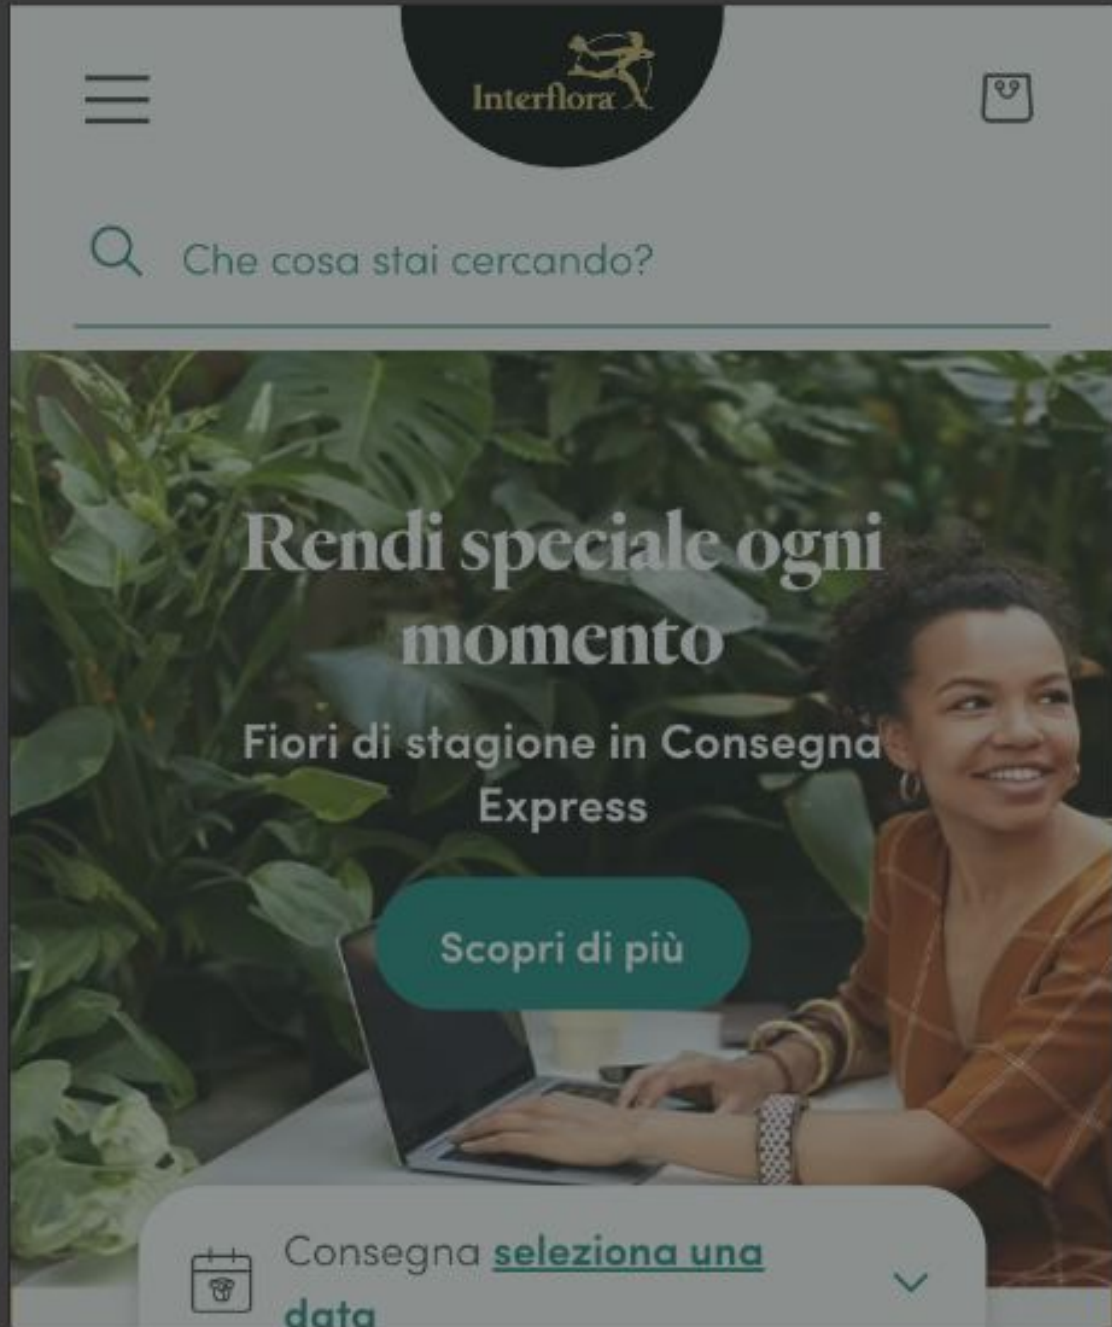 Interflora
Che cosa stai cercando?
Rendi speciale ogni
momento
Fiori di stagione in Consegna
Express
Scopri di più
Consegna seleziona una
data